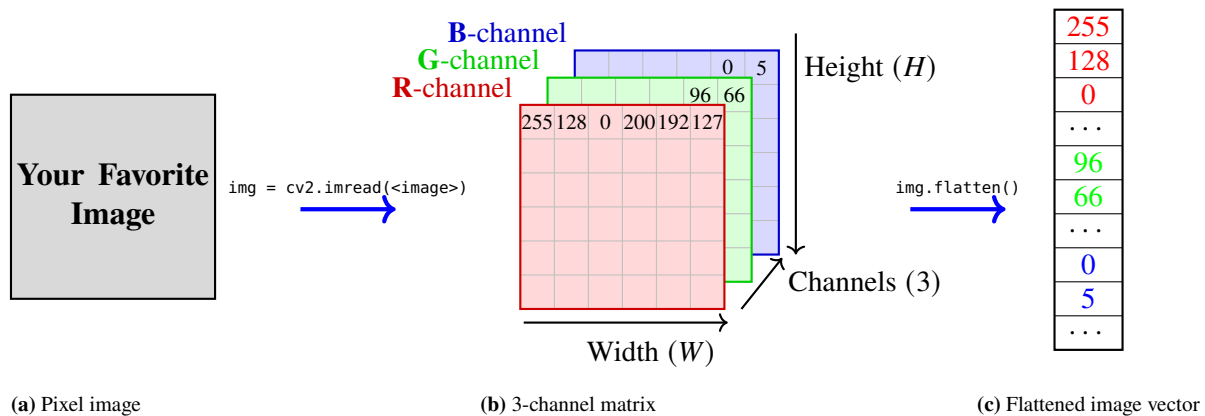 Your Favorite
Image
img = cv2.imread(<image>)
B-channel
G-channel
R-channel
0 5
96 66
255 128 0 200 192 127
Height (H)
Channels (3)
Width (W)
img.flatten()
255
128
0
···
96
66
···
0
5
···
(a) Pixel image
(b) 3-channel matrix
(c) Flattened image vector